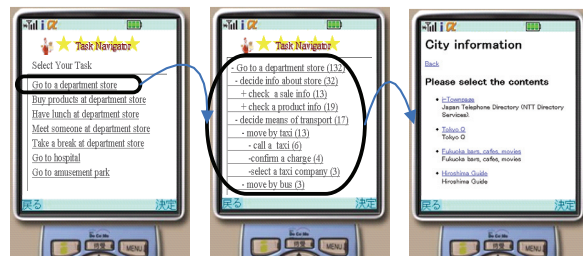 Task Navigator
Select Your Task
Go to a department store
Buy products at department store
Have lunch at department store
Meet someone at department store
Take a break at department store
Go to hospital
Go to amusement park
戻る 決定
MENU
Task Navigator
- Go to a department store (132)
- decide info about store (32)
+ check a sale info (13)
+ check a product info (19)
- decide means of transport (17)
- move by taxi (13)
- call a taxi (6)
-confirm a charge (4)
-select a taxi company (3)
- move by bus (3)
戻る 決定
MENU
City information
Back
Please select the contents
i-Townpage
Japan Telephone Directory (NTT Directory
Services)
Tokyo Q
Tokyo Q
Fukuoka bars, cafes, movies
Fukuoka bars, cafes, movies
Hiroshima Guide
Hiroshima Guide
戻る 決定
MENU